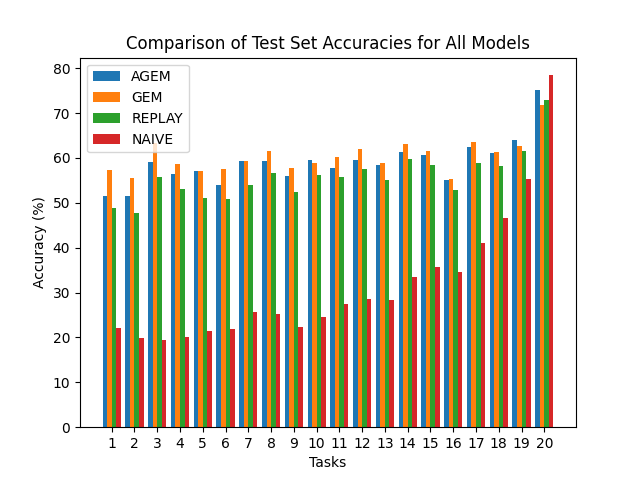 Comparison of Test Set Accuracies for All Models
80
70
60
50
40
30
20
10
0
Accuracy (%)
AGEM
GEM
REPLAY
NAIVE
1 2 3 4 5 6 7 8 9 10 11 12 13 14 15 16 17 18 19 20
Tasks